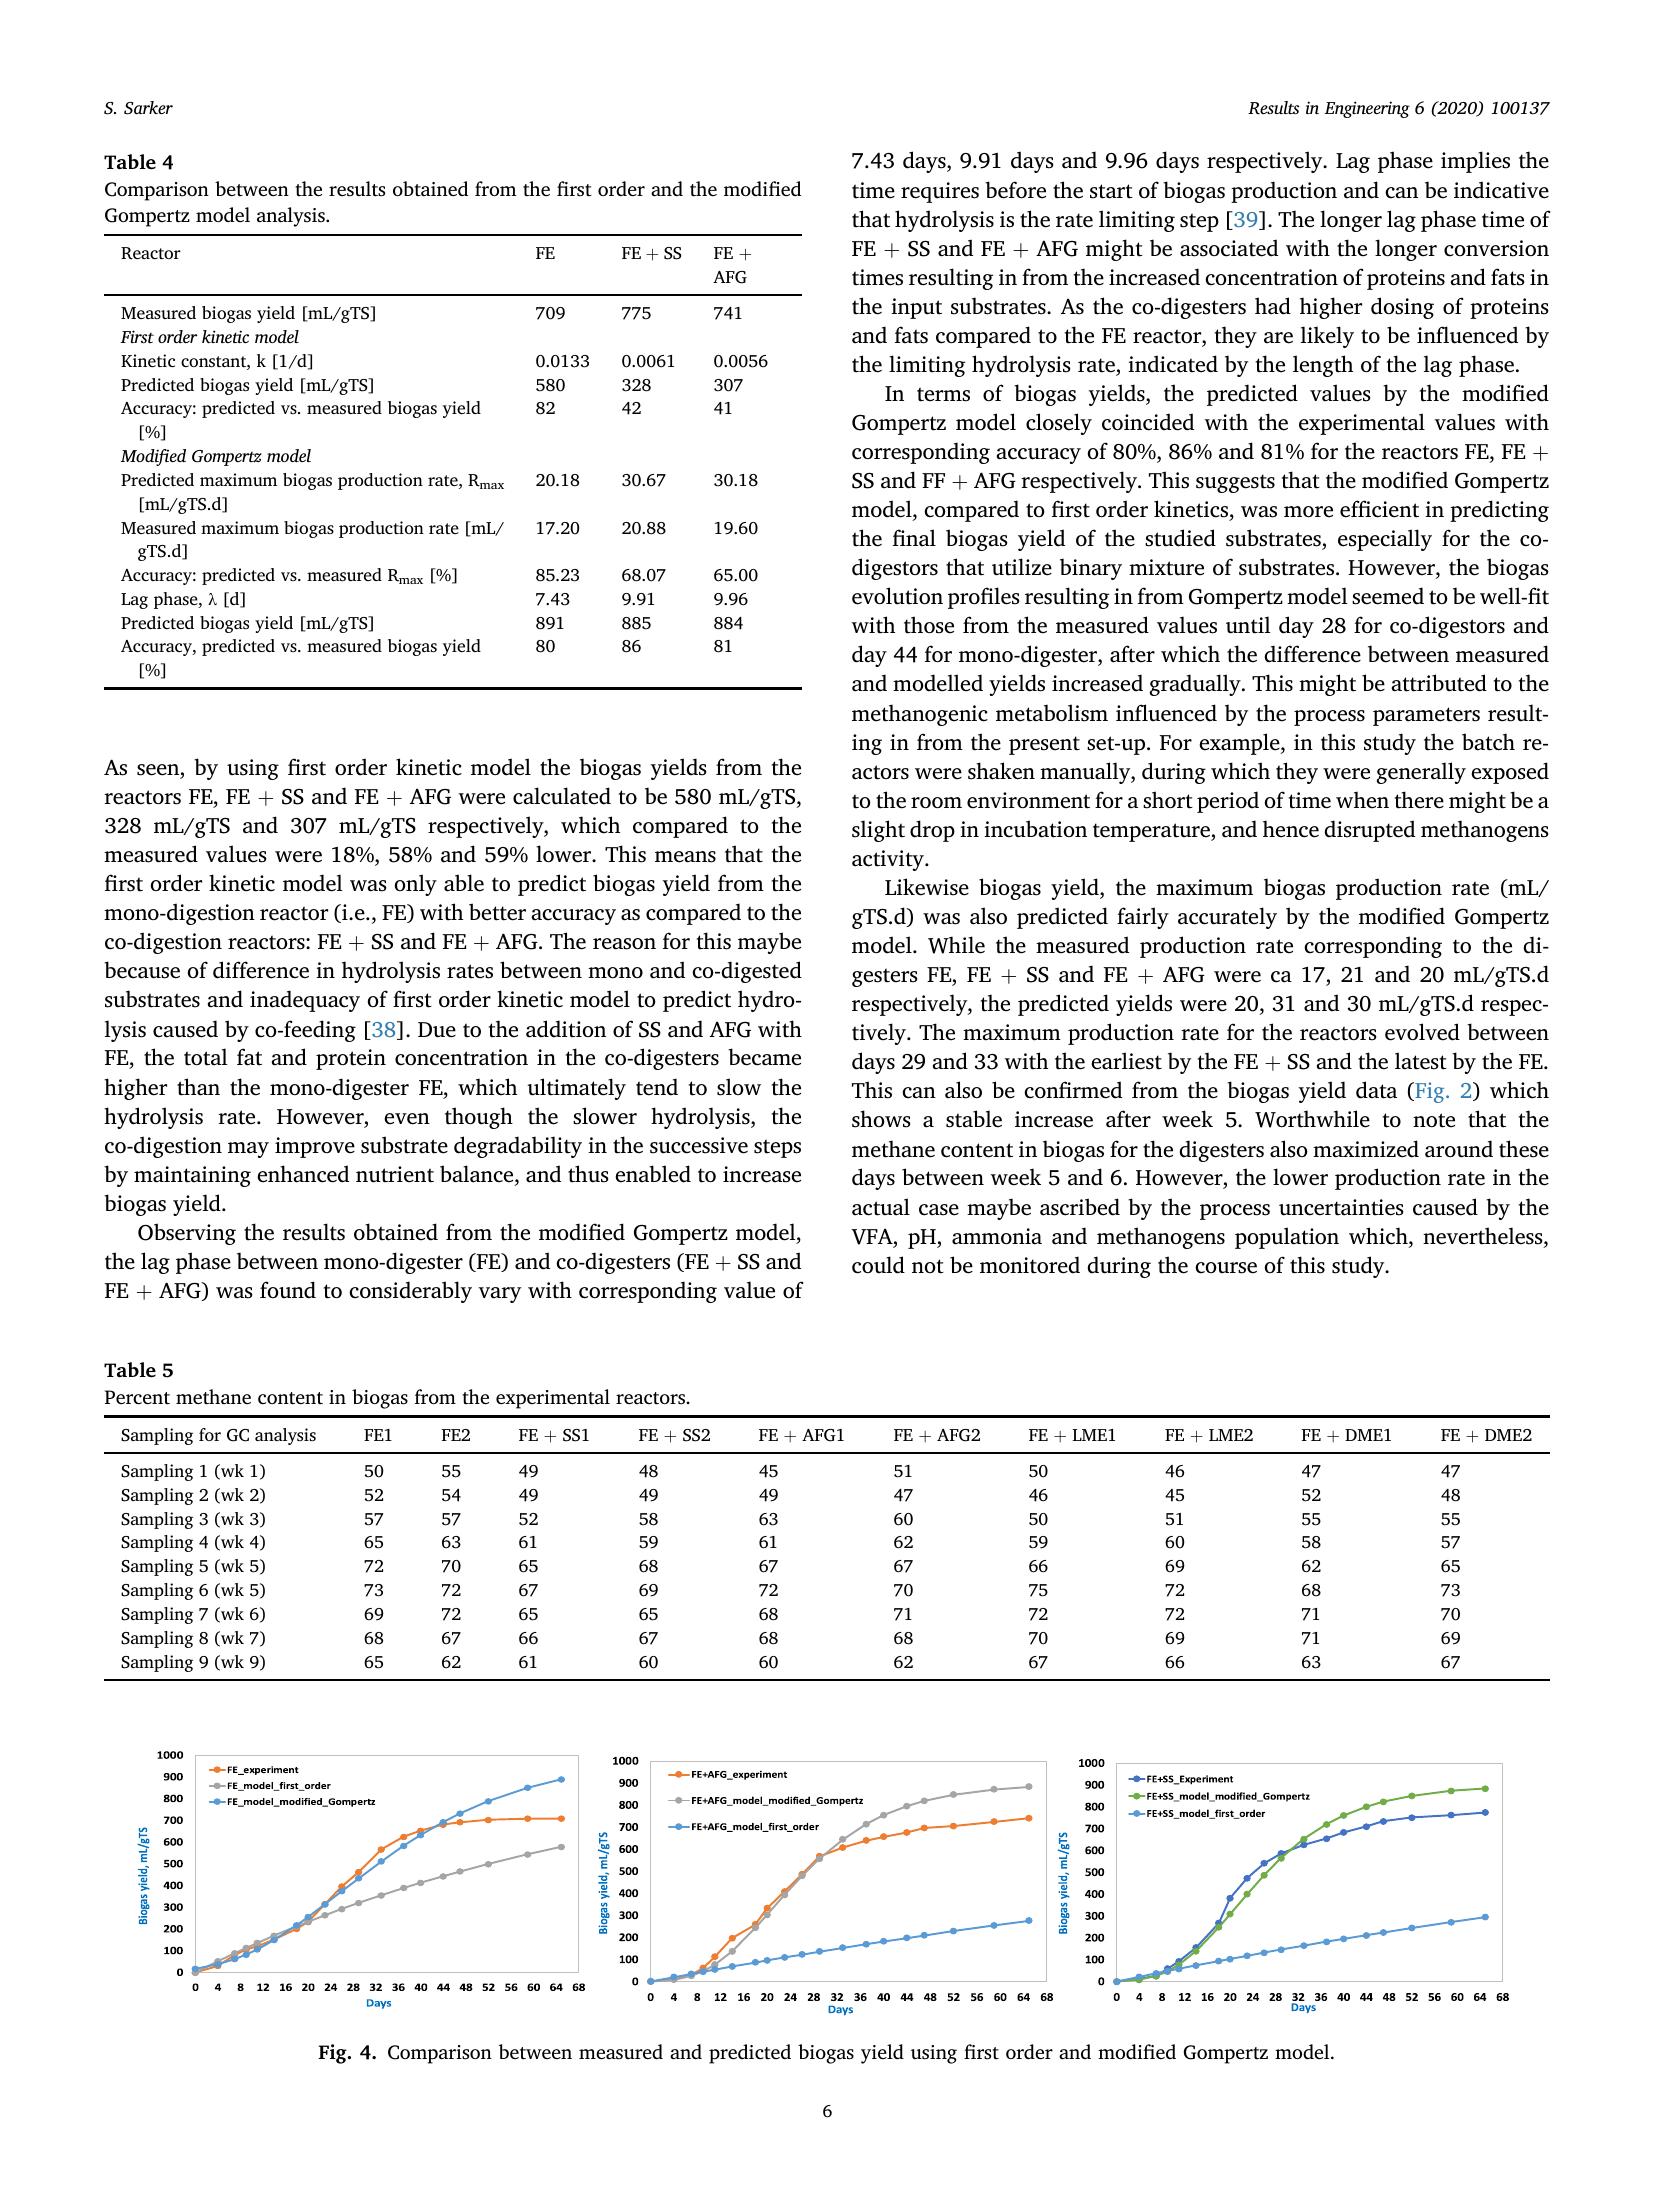 S. Sarker
Results in Engineering 6 (2020) 100137
Table 4
Comparison between the results obtained from the first order and the modified
Gompertz model analysis.
Reactor FE FE + SS FE +
AFG
Measured biogas yield [mL/gTS] 709 775 741
First order kinetic model
Kinetic constant, k [1/d] 0.0133 0.0061 0.0056
Predicted biogas yield [mL/gTS] 580 328 307
Accuracy: predicted vs. measured biogas yield 82 42 41
[%]
Modified Gompertz model
Predicted maximum biogas production rate, Rmax 20.18 30.67 30.18
[mL/gTS.d]
Measured maximum biogas production rate [mL/ 17.20 20.88 19.60
gTS.d]
Accuracy: predicted vs. measured Rmax [%] 85.23 68.07 65.00
Lag phase, λ [d] 7.43 9.91 9.96
Predicted biogas yield [mL/gTS] 891 885 884
Accuracy, predicted vs. measured biogas yield 80 86 81
[%]
As seen, by using first order kinetic model the biogas yields from the
reactors FE, FE + SS and FE + AFG were calculated to be 580 mL/gTS,
328 mL/gTS and 307 mL/gTS respectively, which compared to the
measured values were 18%, 58% and 59% lower. This means that the
first order kinetic model was only able to predict biogas yield from the
mono-digestion reactor (i.e., FE) with better accuracy as compared to the
co-digestion reactors: FE + SS and FE + AFG. The reason for this maybe
because of difference in hydrolysis rates between mono and co-digested
substrates and inadequacy of first order kinetic model to predict hydro-
lysis caused by co-feeding [38]. Due to the addition of SS and AFG with
FE, the total fat and protein concentration in the co-digesters became
higher than the mono-digester FE, which ultimately tend to slow the
hydrolysis rate. However, even though the slower hydrolysis, the
co-digestion may improve substrate degradability in the successive steps
by maintaining enhanced nutrient balance, and thus enabled to increase
biogas yield.
Observing the results obtained from the modified Gompertz model,
the lag phase between mono-digester (FE) and co-digesters (FE + SS and
FE + AFG) was found to considerably vary with corresponding value of
7.43 days, 9.91 days and 9.96 days respectively. Lag phase implies the
time requires before the start of biogas production and can be indicative
that hydrolysis is the rate limiting step [39]. The longer lag phase time of
FE + SS and FE + AFG might be associated with the longer conversion
times resulting in from the increased concentration of proteins and fats in
the input substrates. As the co-digesters had higher dosing of proteins
and fats compared to the FE reactor, they are likely to be influenced by
the limiting hydrolysis rate, indicated by the length of the lag phase.
In terms of biogas yields, the predicted values by the modified
Gompertz model closely coincided with the experimental values with
corresponding accuracy of 80%, 86% and 81% for the reactors FE, FE +
SS and FF + AFG respectively. This suggests that the modified Gompertz
model, compared to first order kinetics, was more efficient in predicting
the final biogas yield of the studied substrates, especially for the co-
digestors that utilize binary mixture of substrates. However, the biogas
evolution profiles resulting in from Gompertz model seemed to be well-fit
with those from the measured values until day 28 for co-digestors and
day 44 for mono-digester, after which the difference between measured
and modelled yields increased gradually. This might be attributed to the
methanogenic metabolism influenced by the process parameters result-
ing in from the present set-up. For example, in this study the batch re-
actors were shaken manually, during which they were generally exposed
to the room environment for a short period of time when there might be a
slight drop in incubation temperature, and hence disrupted methanogens
activity.
Likewise biogas yield, the maximum biogas production rate (mL/
gTS.d) was also predicted fairly accurately by the modified Gompertz
model. While the measured production rate corresponding to the di-
gesters FE, FE + SS and FE + AFG were ca 17, 21 and 20 mL/gTS.d
respectively, the predicted yields were 20, 31 and 30 mL/gTS.d respec-
tively. The maximum production rate for the reactors evolved between
days 29 and 33 with the earliest by the FE + SS and the latest by the FE.
This can also be confirmed from the biogas yield data (Fig. 2) which
shows a stable increase after week 5. Worthwhile to note that the
methane content in biogas for the digesters also maximized around these
days between week 5 and 6. However, the lower production rate in the
actual case maybe ascribed by the process uncertainties caused by the
VFA, pH, ammonia and methanogens population which, nevertheless,
could not be monitored during the course of this study.
Table 5
Percent methane content in biogas from the experimental reactors.
Sampling for GC analysis FE1 FE2 FE + SS1 FE + SS2 FE + AFG1 FE + AFG2 FE + LME1 FE + LME2 FE + DME1 FE + DME2
Sampling 1 (wk 1) 50 55 49 48 45 51 50 46 47 47
Sampling 2 (wk 2) 52 54 49 49 49 47 46 45 52 48
Sampling 3 (wk 3) 57 57 52 58 63 60 50 51 55 55
Sampling 4 (wk 4) 65 63 61 59 61 62 59 60 58 57
Sampling 5 (wk 5) 72 70 65 68 67 67 66 69 62 65
Sampling 6 (wk 5) 73 72 67 69 72 70 75 72 68 73
Sampling 7 (wk 6) 69 72 65 65 68 71 72 72 71 70
Sampling 8 (wk 7) 68 67 66 67 68 68 70 69 71 69
Sampling 9 (wk 9) 65 62 61 60 60 62 67 66 63 67
1000
900
800
700
600
500
400
300
200
100
0
Biogas yield, mL/gTS
FE_experiment
FE_model_first_order
FE_model_modified_Gompertz
0 4 8 12 16 20 24 28 32 36 40 44 48 52 56 60 64 68
Days
1000
900
800
700
600
500
400
300
200
100
0
Biogas yield, mL/gTS
FE+AFG_experiment
FE+AFG_model_modified_Gompertz
FE+AFG_model_first_order
0 4 8 12 16 20 24 28 32 36 40 44 48 52 56 60 64 68
Days
1000
900
800
700
600
500
400
300
200
100
0
Biogas yield, mL/gTS
FE+SS_Experiment
FE+SS_model_modified_Gompertz
FE+SS_model_first_order
0 4 8 12 16 20 24 28 32 36 40 44 48 52 56 60 64 68
Days
Fig. 4. Comparison between measured and predicted biogas yield using first order and modified Gompertz model.
6